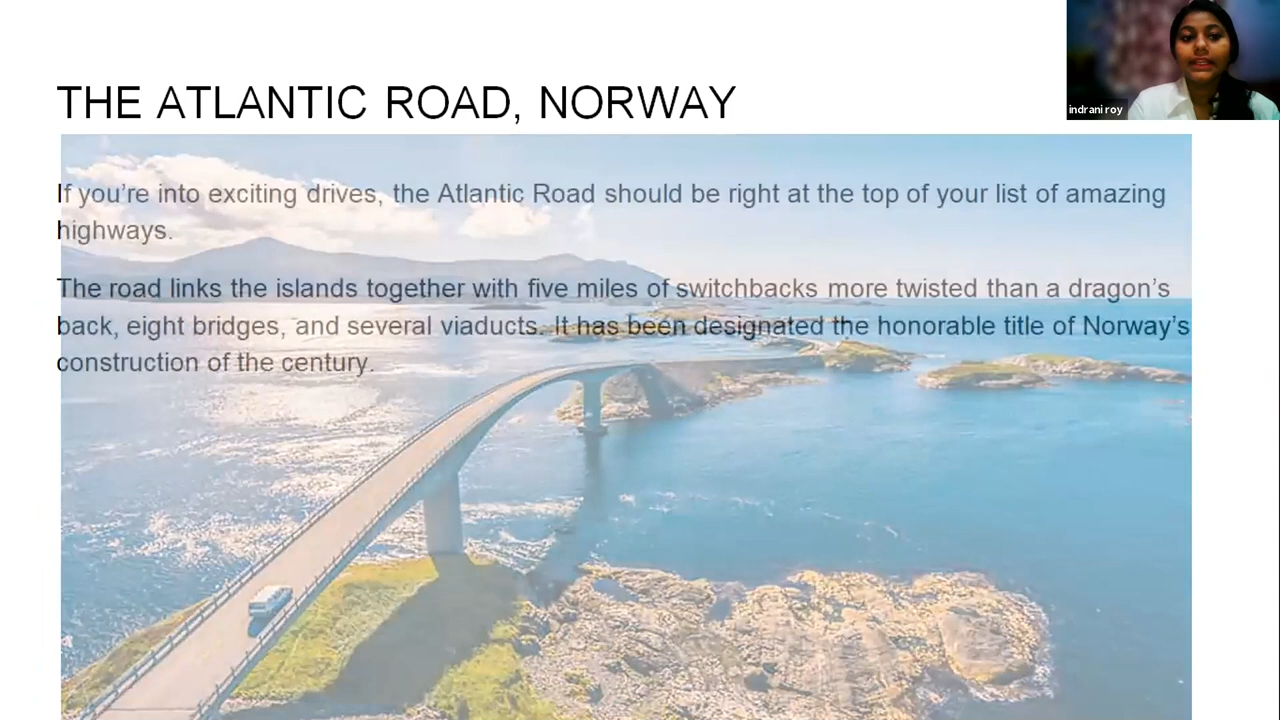 THE ATLANTIC ROAD, NORWAY
indrani roy
If you’re into exciting drives, the Atlantic Road should be right at the top of your list of amazing
highways.
The road links the islands together with five miles of switchbacks more twisted than a dragon’s
back, eight bridges, and several viaducts. It has been designated the honorable title of Norway’s
construction of the century.